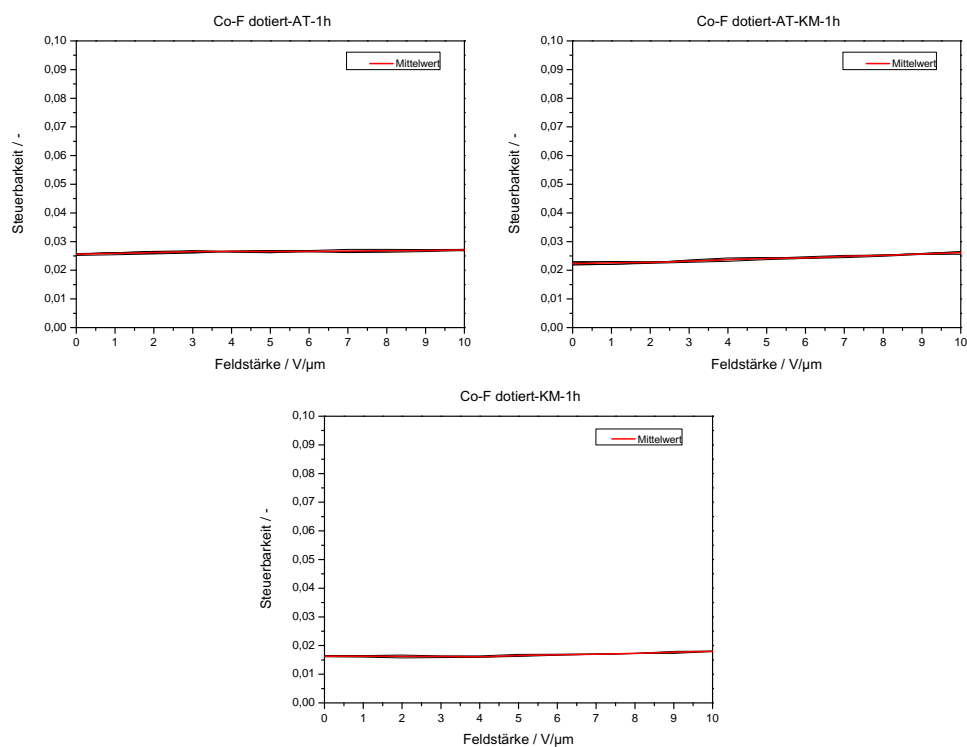 Co-F dotiert-AT-1h
0,10
0,09
0,08
0,07
0,06
0,05
0,04
0,03
0,02
0,01
0,00
Steuerbarkeit / -
Mittelwert
0 1 2 3 4 5 6 7 8 9 10
Feldstärke / V/µm
Co-F dotiert-AT-KM-1h
0,10
0,09
0,08
0,07
0,06
0,05
0,04
0,03
0,02
0,01
0,00
Steuerbarkeit / -
Mittelwert
0 1 2 3 4 5 6 7 8 9 10
Feldstärke / V/µm
Co-F dotiert-KM-1h
0,10
0,09
0,08
0,07
0,06
0,05
0,04
0,03
0,02
0,01
0,00
Steuerbarkeit / -
Mittelwert
0 1 2 3 4 5 6 7 8 9 10
Feldstärke / V/µm